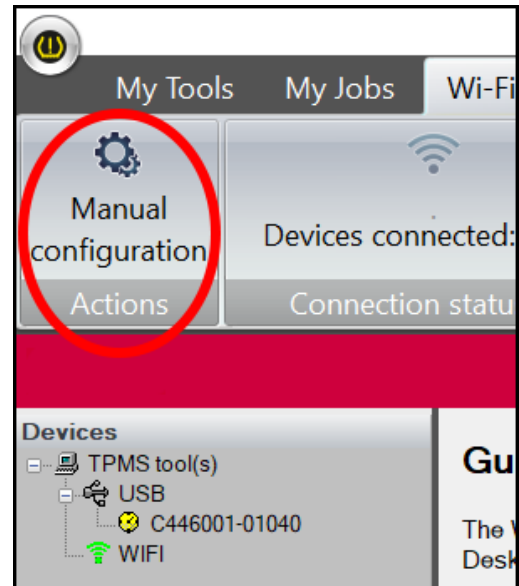 My Tools My Jobs Wi-Fi
Manual
configuration
Devices connected:
Actions
Connection statu
Devices
TPMS tool(s)
USB
C446001-01040
WIFI
Gu
The
Desk